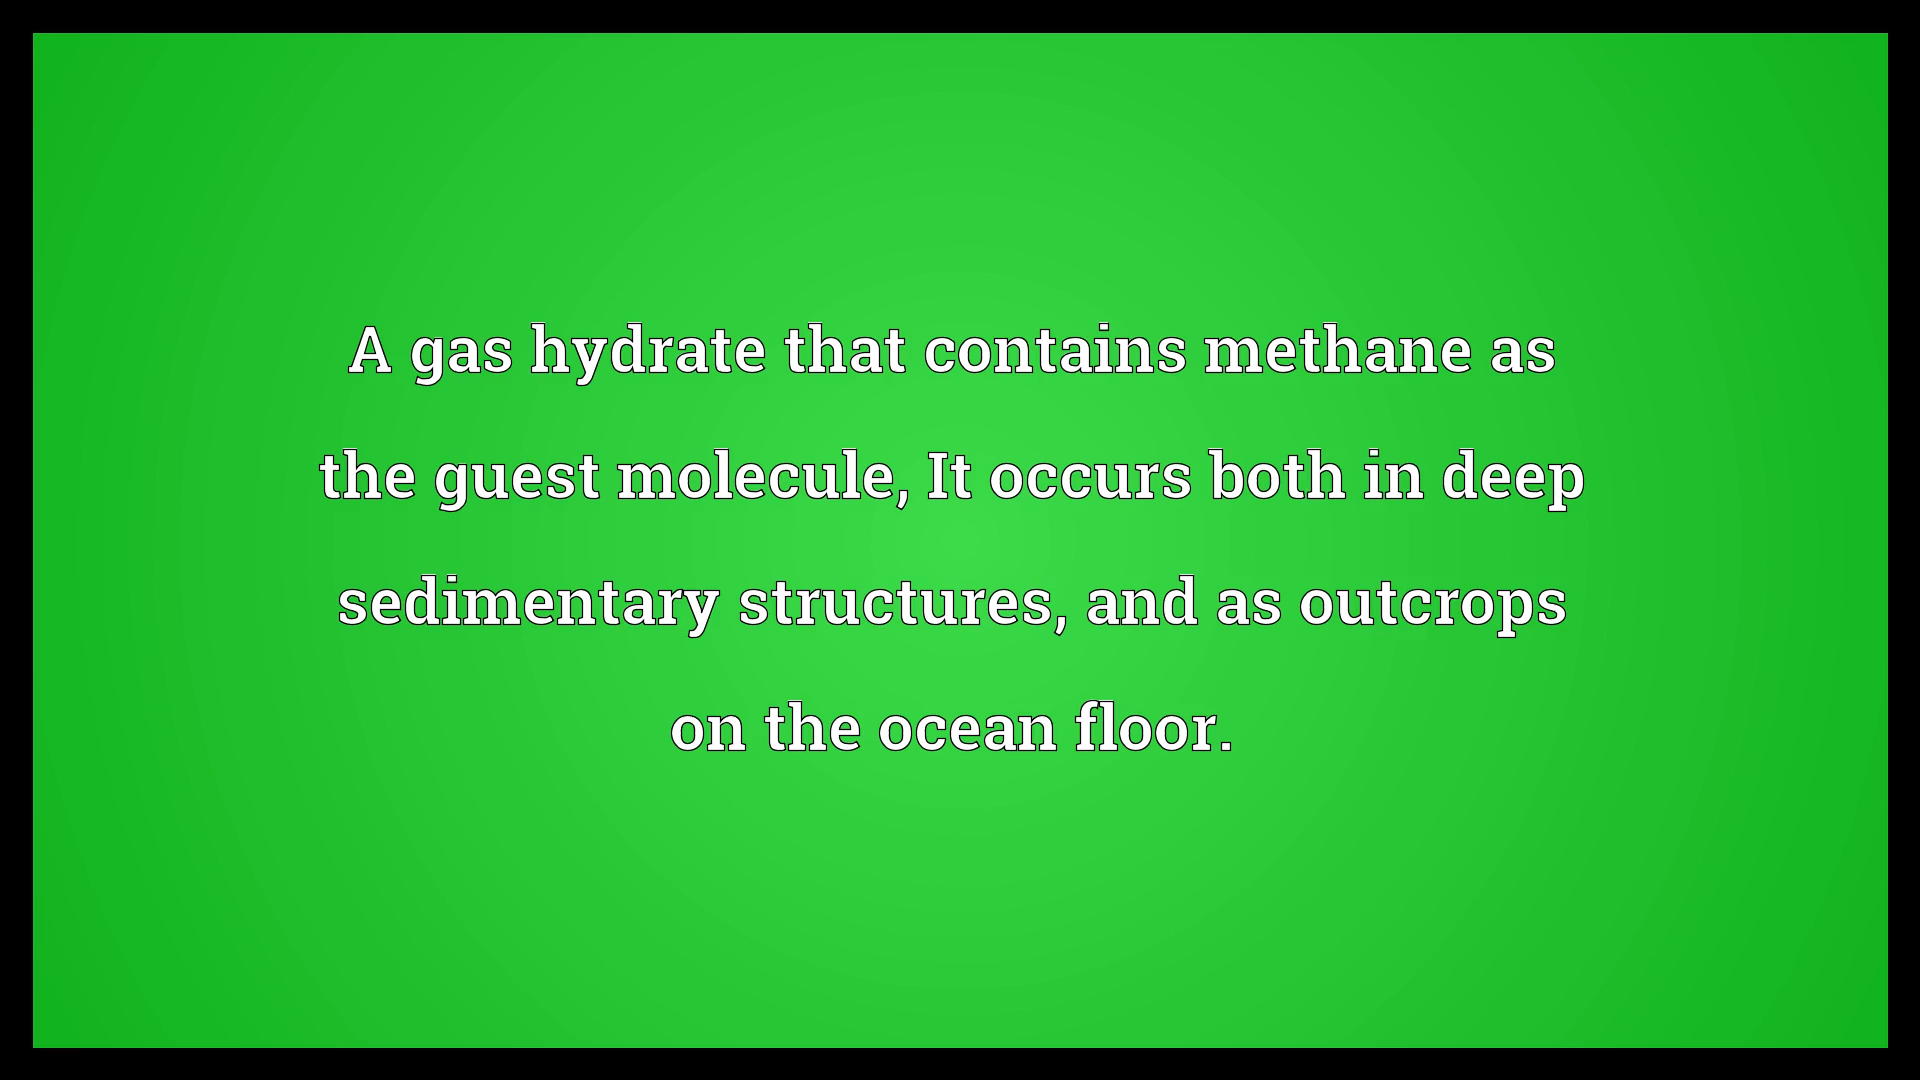 A gas hydrate that contains methane as
the guest molecule, It occurs both in deep
sedimentary structures, and as outcrops
on the ocean floor.